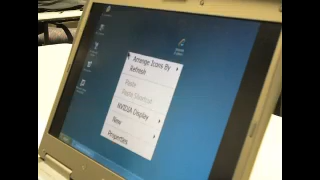 Arrange Icons By
Refresh
Paste
Paste Shortcut
NVIDIA Display
New
Properties